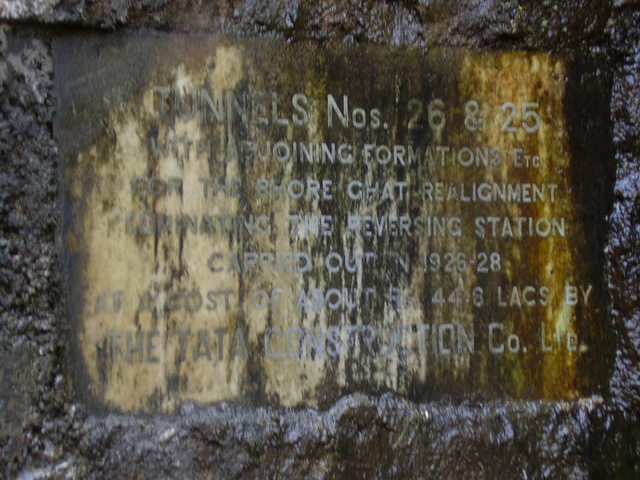 TUNNELS Nos. 26 & 25
WITH ADJOINING FORMATIONS ETC.
FOR THE BHORE GHAT REALIGNMENT
ELIMINATING THE REVERSING STATION
CARRIED OUT IN 1926-28
AT A COST OF ABOUT RS. 44.6 LACS BY
THE TATA CONSTRUCTION Co. LTD.